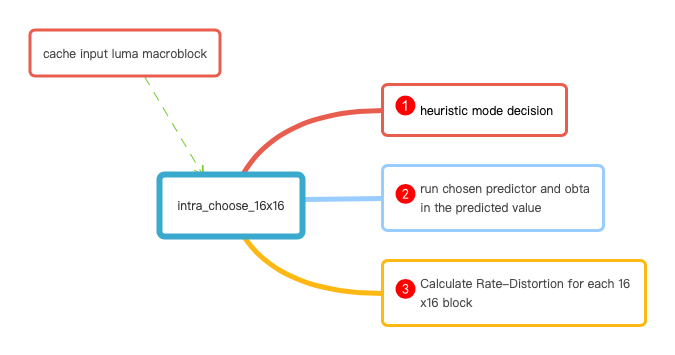 cache input luma macroblock
1 heuristic mode decision
intra_choose_16x16
2 run chosen predictor and obta
in the predicted value
3 Calculate Rate–Distortion for each 16
x16 block